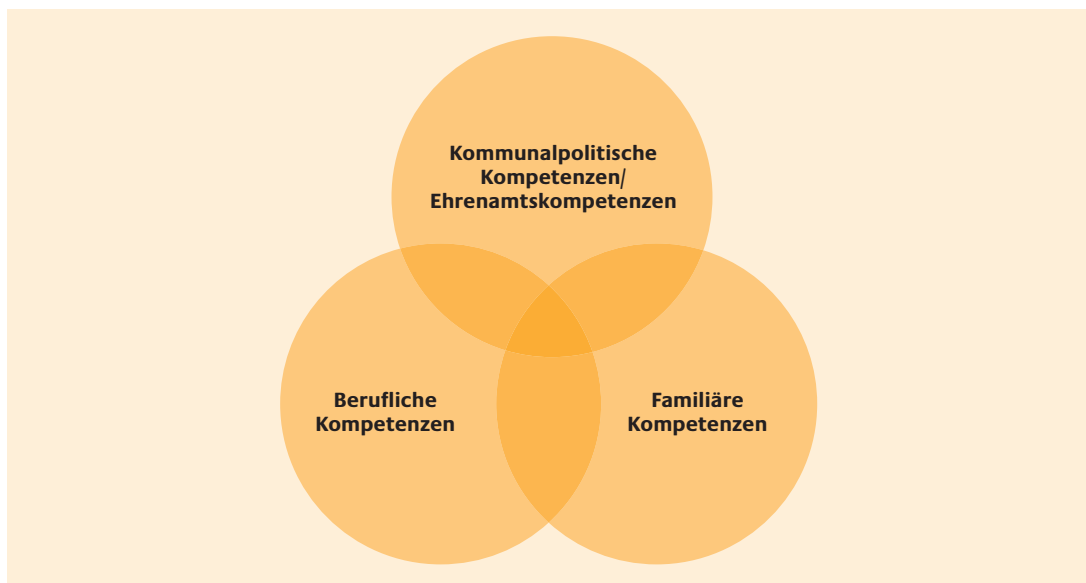 Kommunalpolitische
Kompetenzen/
Ehrenamtskompetenzen
Berufliche
Kompetenzen
Familiäre
Kompetenzen